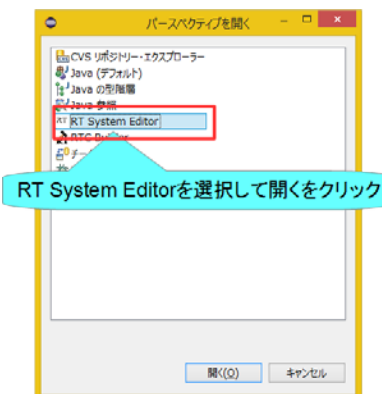 パースペクティブを開く
CVS リポジトリー・エクスプローラー
Java (デフォルト)
Java の型階層
Java 参照
RT RT System Editor
RT System Editorを選択して開くをクリック
開く(O)
キャンセル